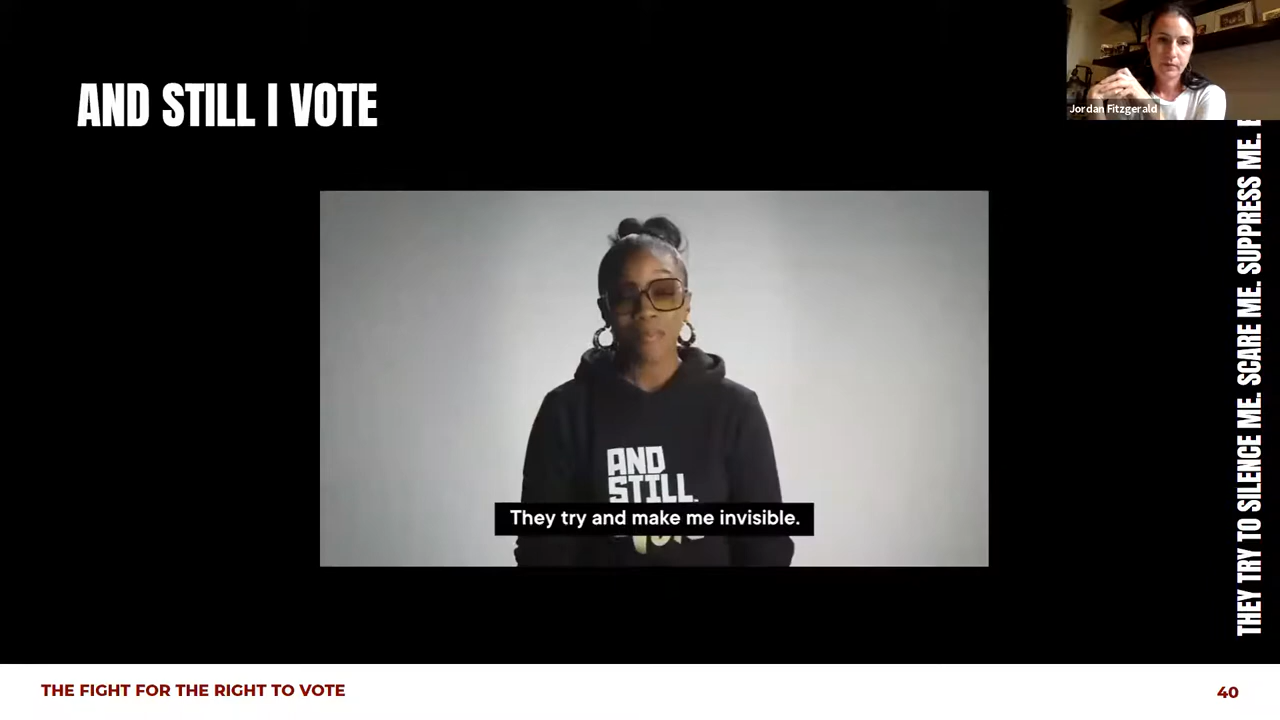 AND STILL I VOTE
Jordan Fitzgerald
THEY TRY TO SILENCE ME. SCARE ME. SUPPRESS ME.
AND
STILL
They try and make me invisible.
THE FIGHT FOR THE RIGHT TO VOTE
40